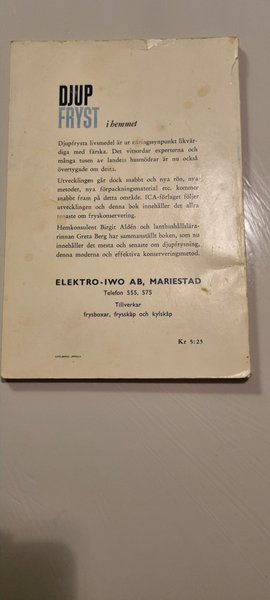 DJUP
FRYST i hemmet
Djupfrysta livsmedel är ur näringssynpunkt likvär-
diga med färska. Det vitsordar experterna och
många tusen av landets husmödrar är nu också
övertygade om detta.
Utvecklingen går dock snabbt och nya rön, nya
metoder, nya förpackningsmaterial etc. kommer
snabbt fram på detta område. ICA-förlaget följer
utvecklingen och denna bok innehåller det allra
senaste om fryskonservering.
Hemkonsulent Birgit Aldén och lanthushållslära-
rinnan Greta Berg har sammanställt boken, som nu
innehåller det mesta och senaste om djupfrysning,
denna moderna och effektiva konserveringsmetod.
ELEKTRO-IWO AB, MARIESTAD
Telefon 555, 575
Tillverkar
frysboxar, frysskåp och kylskåp
Kr 5:25